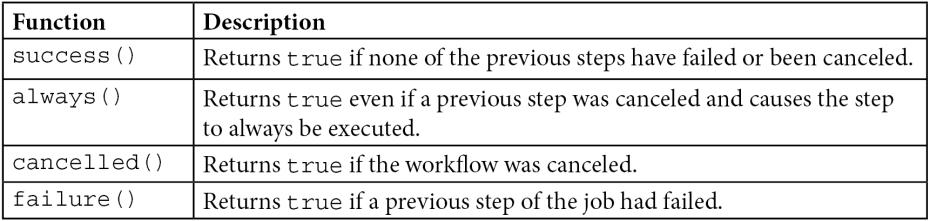 Function Description
success() Returns true if none of the previous steps have failed or been canceled.
always() Returns true even if a previous step was canceled and causes the step
to always be executed.
cancelled() Returns true if the workflow was canceled.
failure() Returns true if a previous step of the job had failed.